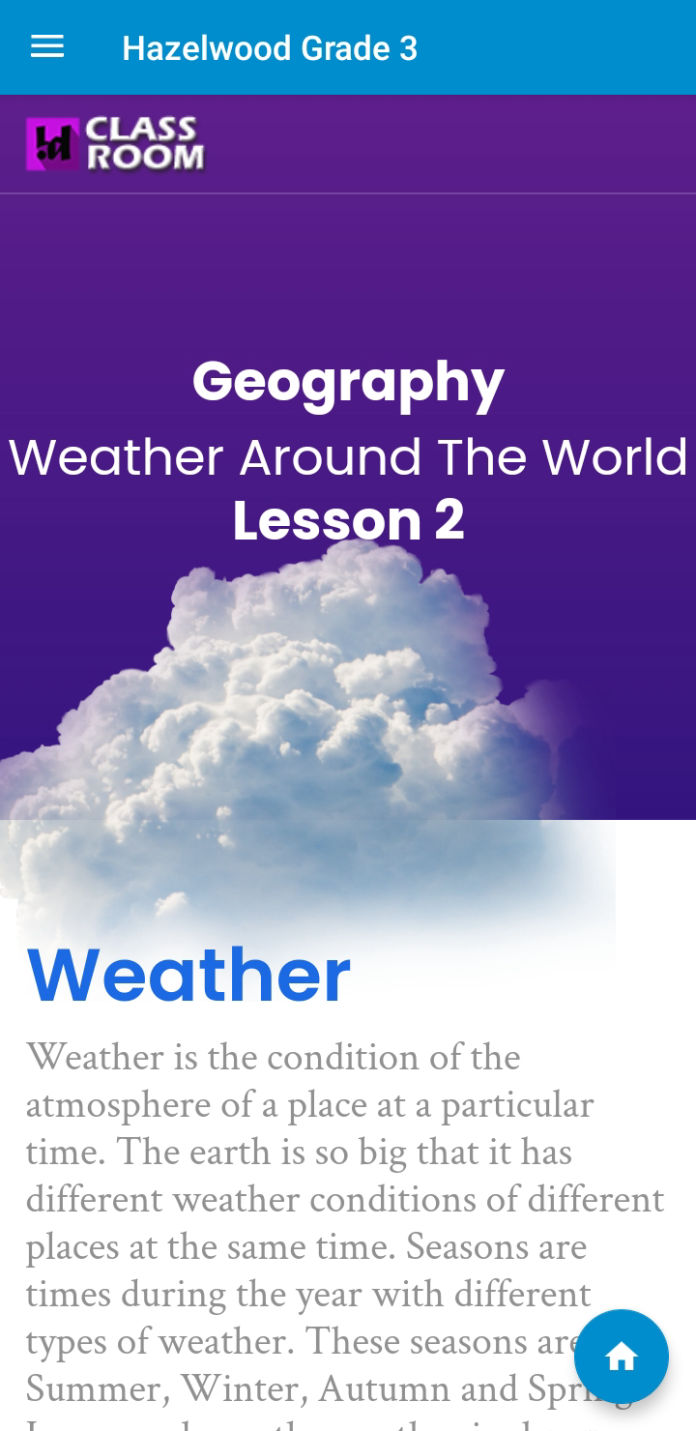 Hazelwood Grade 3
CLASS
ROOM
Geography
Weather Around The World
Lesson 2
Weather
Weather is the condition of the
atmosphere of a place at a particular
time. The earth is so big that it has
different weather conditions of different
places at the same time. Seasons are
times during the year with different
types of weather. These seasons are
Summer, Winter, Autumn and Spring